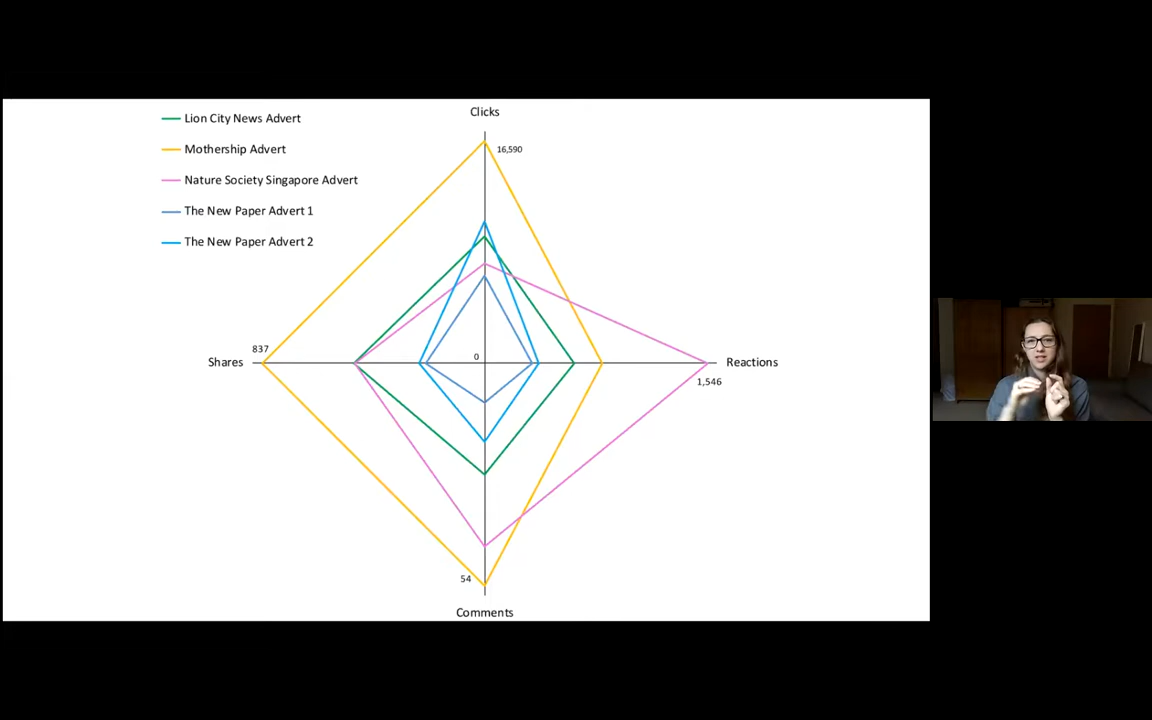 Clicks
Lion City News Advert
16,590
Mothership Advert
Nature Society Singapore Advert
The New Paper Advert 1
The New Paper Advert 2
837
0
Shares
Reactions
1,546
54
Comments